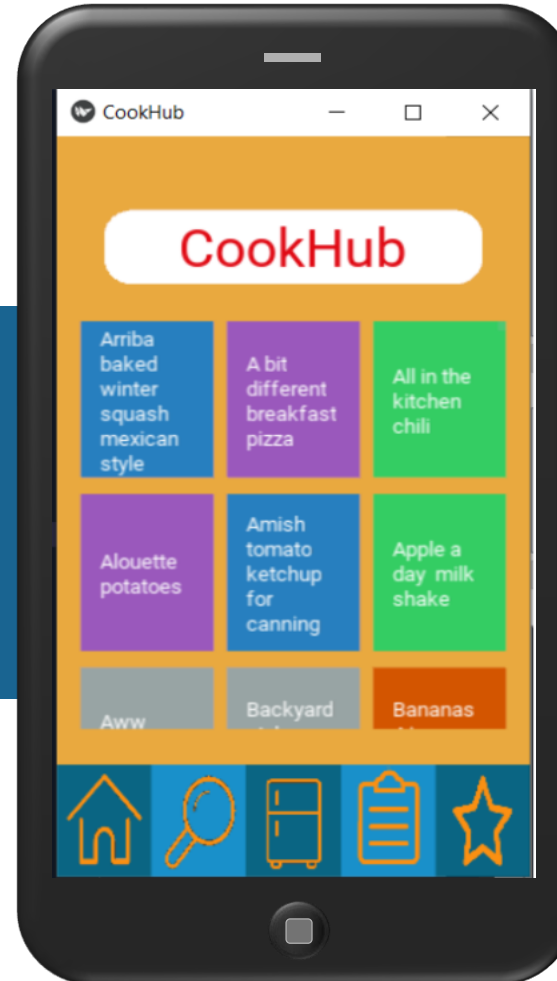 CookHub
CookHub
Arriba
baked
winter
squash
mexican
style
A bit
different
breakfast
pizza
All in the
kitchen
chili
Alouette
potatoes
Amish
tomato
ketchup
for
canning
Apple a
day milk
shake
Aww
Backyard
Bananas